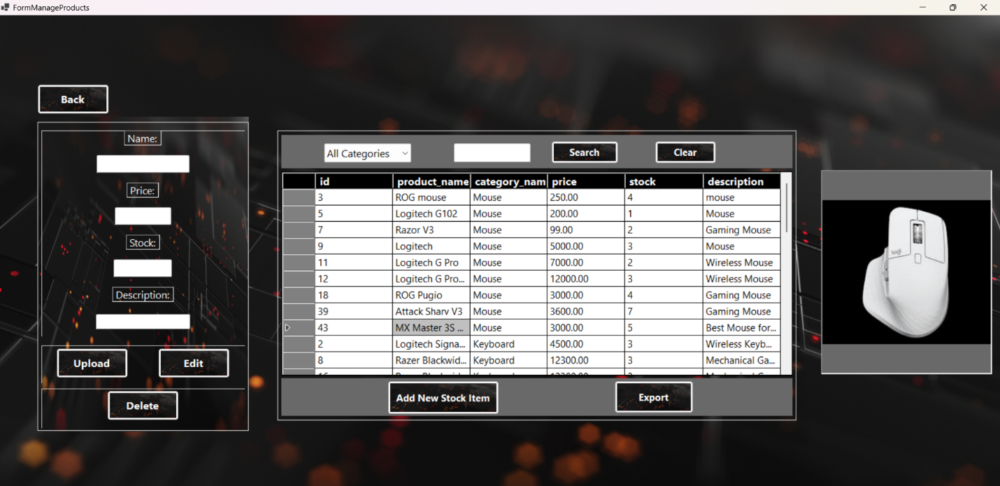 FormManageProducts
Back
Name:
Price:
Stock:
Description:
Upload Edit
Delete
All Categories Search Clear
id product_name category_nam price stock description
3 ROG mouse Mouse 250.00 4 mouse
5 Logitech G102 Mouse 200.00 1 Mouse
7 Razor V3 Mouse 99.00 2 Gaming Mouse
9 Logitech Mouse 5000.00 3 Mouse
11 Logitech G Pro Mouse 7000.00 2 Wireless Mouse
12 Logitech G Pro... Mouse 12000.00 3 Wireless Mouse
18 ROG Pugio Mouse 3000.00 4 Gaming Mouse
39 Attack Sharv V3 Mouse 3600.00 7 Gaming Mouse
43 MX Master 3S ... Mouse 3000.00 5 Best Mouse for...
2 Logitech Signa... Keyboard 4500.00 3 Wireless Keyb...
8 Razer Blackwid... Keyboard 12300.00 3 Mechanical Ga...
Add New Stock Item Export
logi